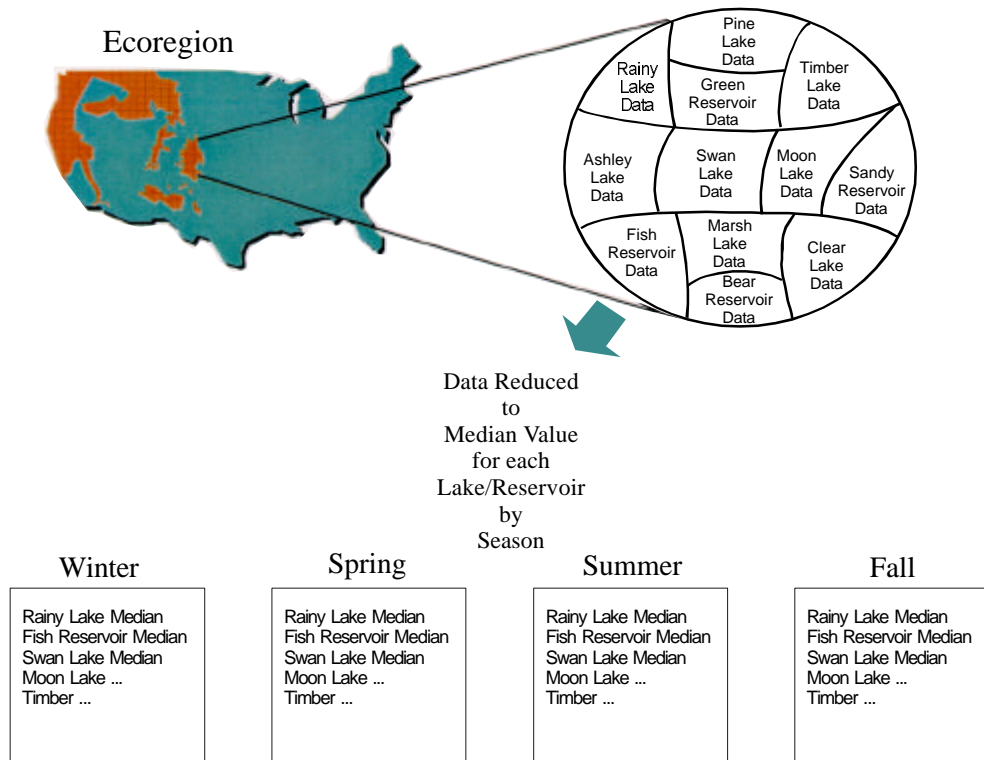 Ecoregion
Pine
Lake
Data
Rainy
Lake
Data
Green
Reservoir
Data
Timber
Lake
Data
Ashley
Lake
Data
Swan
Lake
Data
Moon
Lake
Data
Sandy
Reservoir
Data
Fish
Reservoir
Data
Marsh
Lake
Data
Clear
Lake
Data
Bear
Reservoir
Data
Data Reduced
to
Median Value
for each
Lake/Reservoir
by
Season
Winter
Rainy Lake Median
Fish Reservoir Median
Swan Lake Median
Moon Lake ...
Timber ...
Spring
Rainy Lake Median
Fish Reservoir Median
Swan Lake Median
Moon Lake ...
Timber ...
Summer
Rainy Lake Median
Fish Reservoir Median
Swan Lake Median
Moon Lake ...
Timber ...
Fall
Rainy Lake Median
Fish Reservoir Median
Swan Lake Median
Moon Lake ...
Timber ...